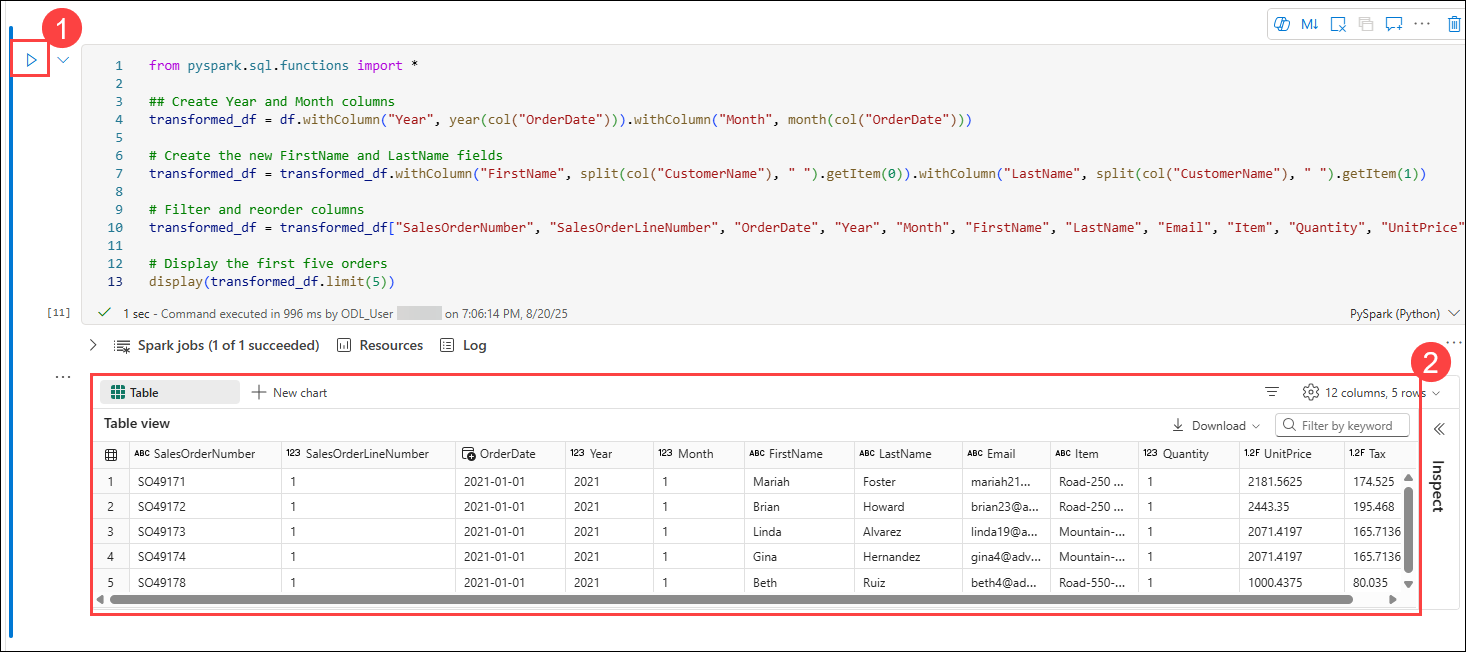 1
M↓
1 from pyspark.sql.functions import *
2
3 ## Create Year and Month columns
4 transformed_df = df.withColumn("Year", year(col("OrderDate"))).withColumn("Month", month(col("OrderDate")))
5
6 # Create the new FirstName and LastName fields
7 transformed_df = transformed_df.withColumn("FirstName", split(col("CustomerName"), " ").getItem(0)).withColumn("LastName", split(col("CustomerName"), " ").getItem(1))
8
9 # Filter and reorder columns
10 transformed_df = transformed_df["SalesOrderNumber", "SalesOrderLineNumber", "OrderDate", "Year", "Month", "FirstName", "LastName", "Email", "Item", "Quantity", "UnitPrice"
11
12 # Display the first five orders
13 display(transformed_df.limit(5))
[11] 1 sec - Command executed in 996 ms by ODL_User on 7:06:14 PM, 8/20/25 PySpark (Python)
Spark jobs (1 of 1 succeeded) Resources Log
2
Table New chart 12 columns, 5 rows
Table view Download Filter by keyword
ABC SalesOrderNumber 123 SalesOrderLineNumber OrderDate 123 Year 123 Month ABC FirstName ABC LastName ABC Email ABC Item 123 Quantity 1.2F UnitPrice 1.2F Tax
1 SO49171 1 2021-01-01 2021 1 Mariah Foster mariah21... Road-250 ... 1 2181.5625 174.525
2 SO49172 1 2021-01-01 2021 1 Brian Howard brian23@a... Road-250 ... 1 2443.35 195.468
3 SO49173 1 2021-01-01 2021 1 Linda Alvarez linda19@a... Mountain-... 1 2071.4197 165.7136
4 SO49174 1 2021-01-01 2021 1 Gina Hernandez gina4@adv... Mountain-... 1 2071.4197 165.7136
5 SO49178 1 2021-01-01 2021 1 Beth Ruiz beth4@ad... Road-550-... 1 1000.4375 80.035
Inspect